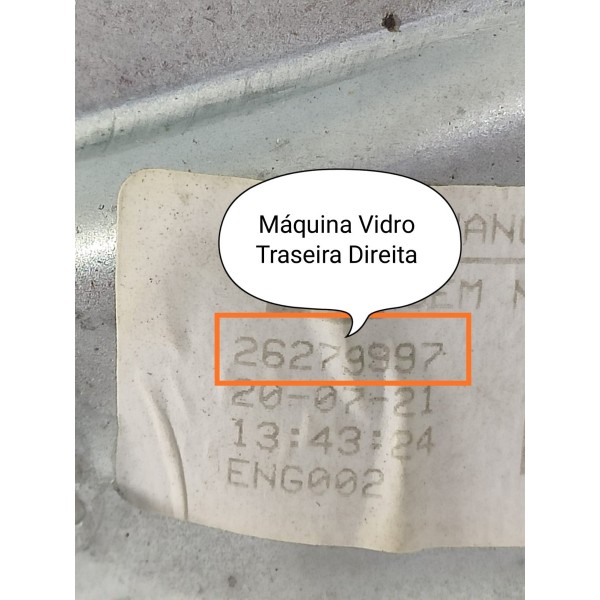 Máquina Vidro
Traseira Direita
26279997
20-07-21
13:43:24
ENG002